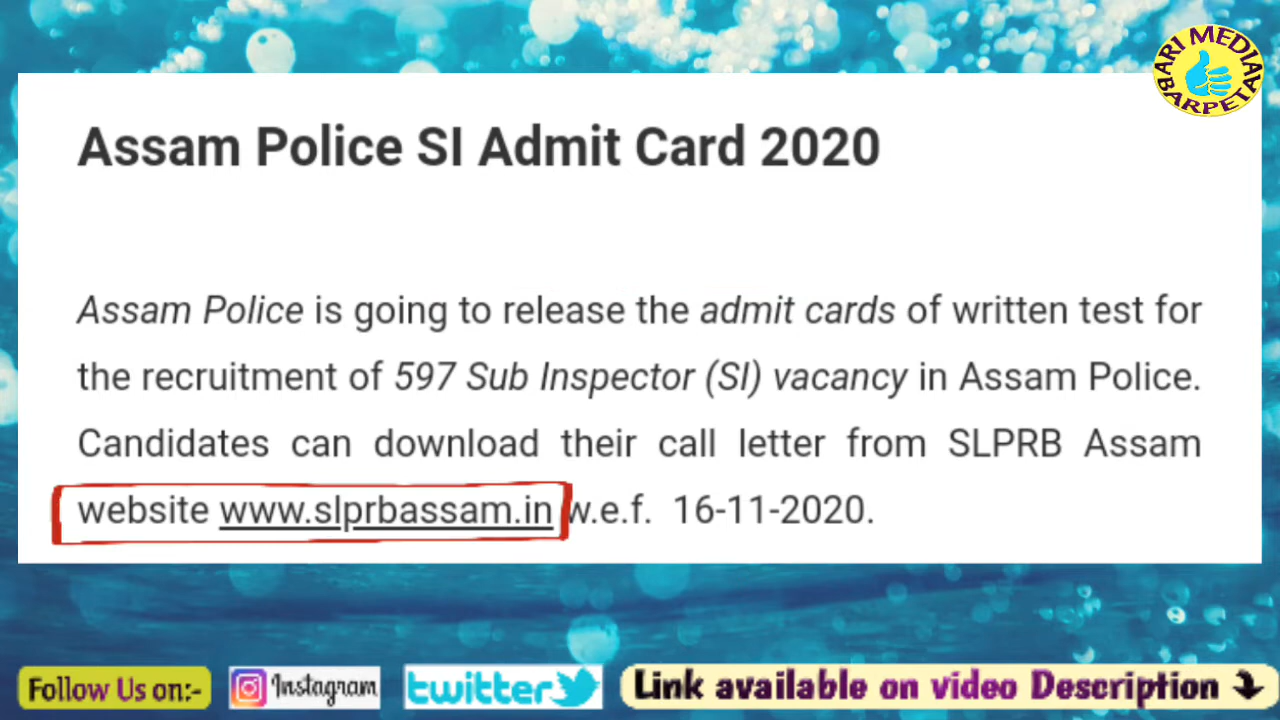 ARI MEDIA
BARPETA
Assam Police SI Admit Card 2020
Assam Police is going to release the admit cards of written test for
the recruitment of 597 Sub Inspector (SI) vacancy in Assam Police.
Candidates can download their call letter from SLPRB Assam
website www.slprbassam.in w.e.f. 16-11-2020.
Follow Us on:- Instagram twitter Link available on video Description